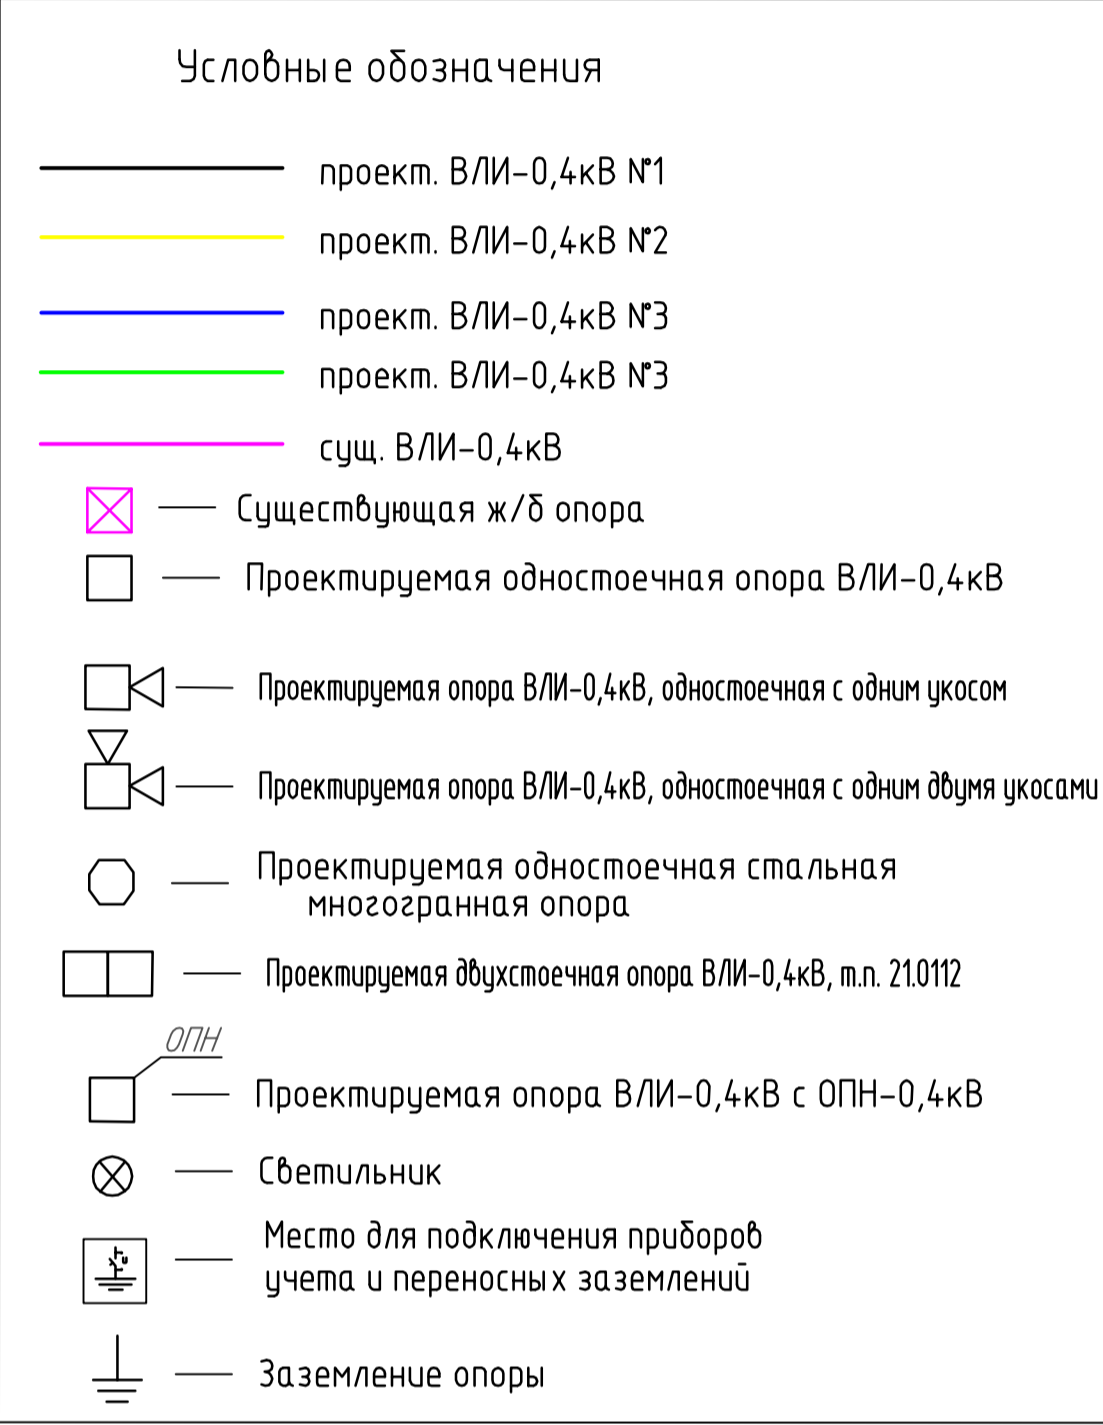 Условные обозначения
проект. ВЛИ-0,4кВ №1
проект. ВЛИ-0,4кВ №2
проект. ВЛИ-0,4кВ №3
проект. ВЛИ-0,4кВ №3
сущ. ВЛИ-0,4кВ
Существующая ж/б опора
Проектируемая одностоечная опора ВЛИ-0,4кВ
Проектируемая опора ВЛИ-0,4кВ, одностоечная с одним укосом
Проектируемая опора ВЛИ-0,4кВ, одностоечная с одним двумя укосами
Проектируемая одностоечная стальная
многогранная опора
Проектируемая двухстоечная опора ВЛИ-0,4кВ, т.п. 21.0112
ОПН
Проектируемая опора ВЛИ-0,4кВ с ОПН-0,4кВ
Светильник
Место для подключения приборов
учета и переносных заземлений
Заземление опоры